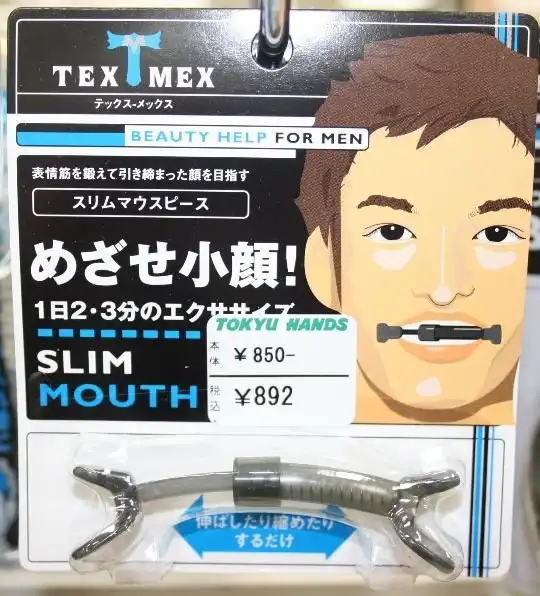 TEX MEX
テックス-メックス
BEAUTY HELP FOR MEN
表情筋を鍛えて引き締まった顔を目指す
スリムマウスピース
めざせ小顔!
1日2・3分のエクササイズ
TOKYU HANDS
本体 ¥850-
税込 ¥892
SLIM
MOUTH
伸ばしたり縮めたり
するだけ